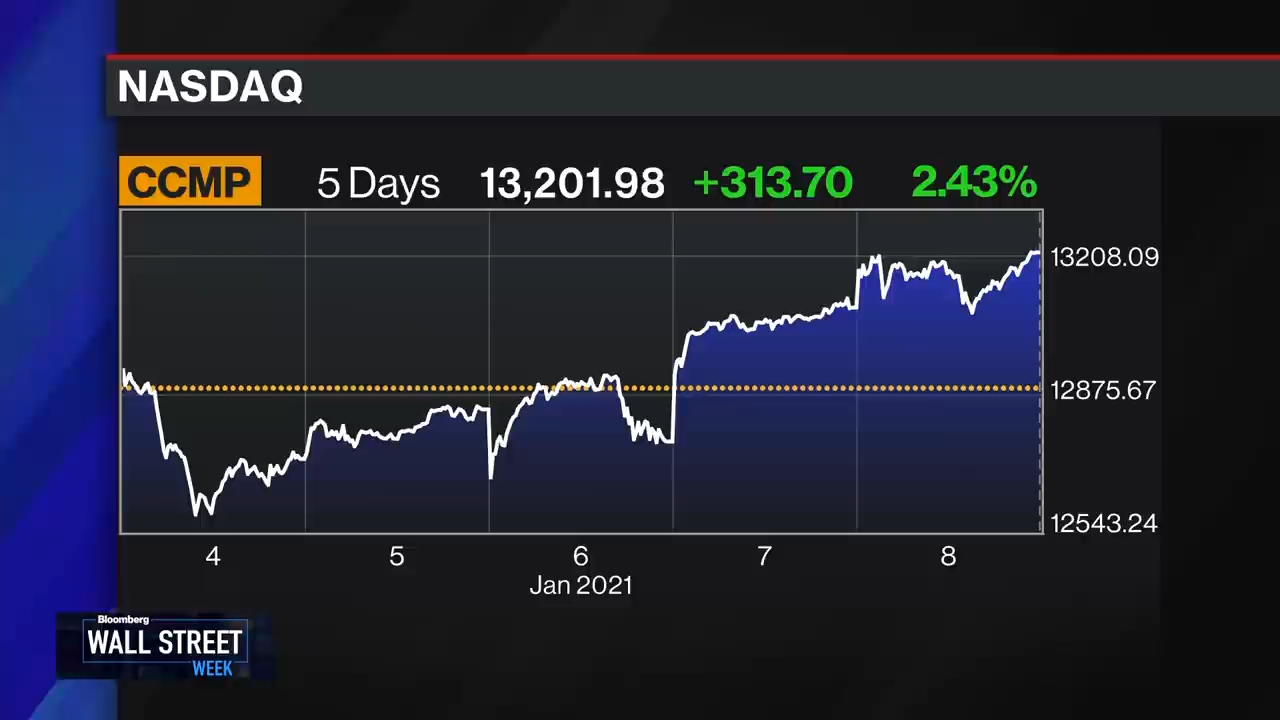 NASDAQ
CCMP 5 Days 13,201.98 +313.70 2.43%
13208.09
12875.67
12543.24
4 5 6 7 8
Jan 2021
Bloomberg
WALL STREET
WEEK